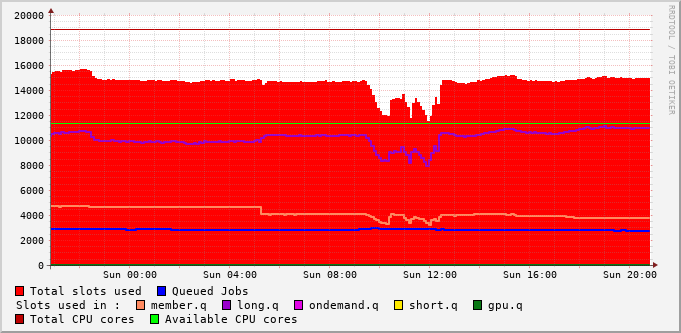 20000
18000
16000
14000
12000
10000
8000
6000
4000
2000
0
Sun 00:00 Sun 04:00 Sun 08:00 Sun 12:00 Sun 16:00 Sun 20:00
Total slots used Queued Jobs
Slots used in : member.q long.q ondemand.q short.q gpu.q
Total CPU cores Available CPU cores
RRDTOOL / TOBI OETIKER